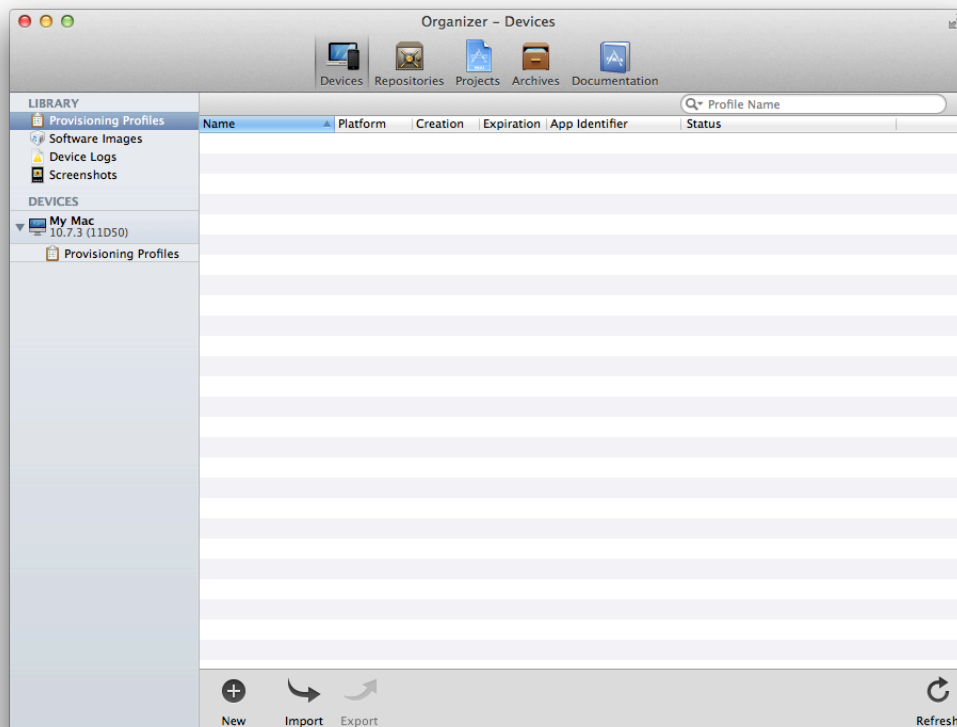 Organizer – Devices
Devices Repositories Projects Archives Documentation
LIBRARY
Provisioning Profiles
Software Images
Device Logs
Screenshots
DEVICES
My Mac
10.7.3 (11D50)
Provisioning Profiles
Profile Name
Name Platform Creation Expiration App Identifier Status
New Import Export Refresh